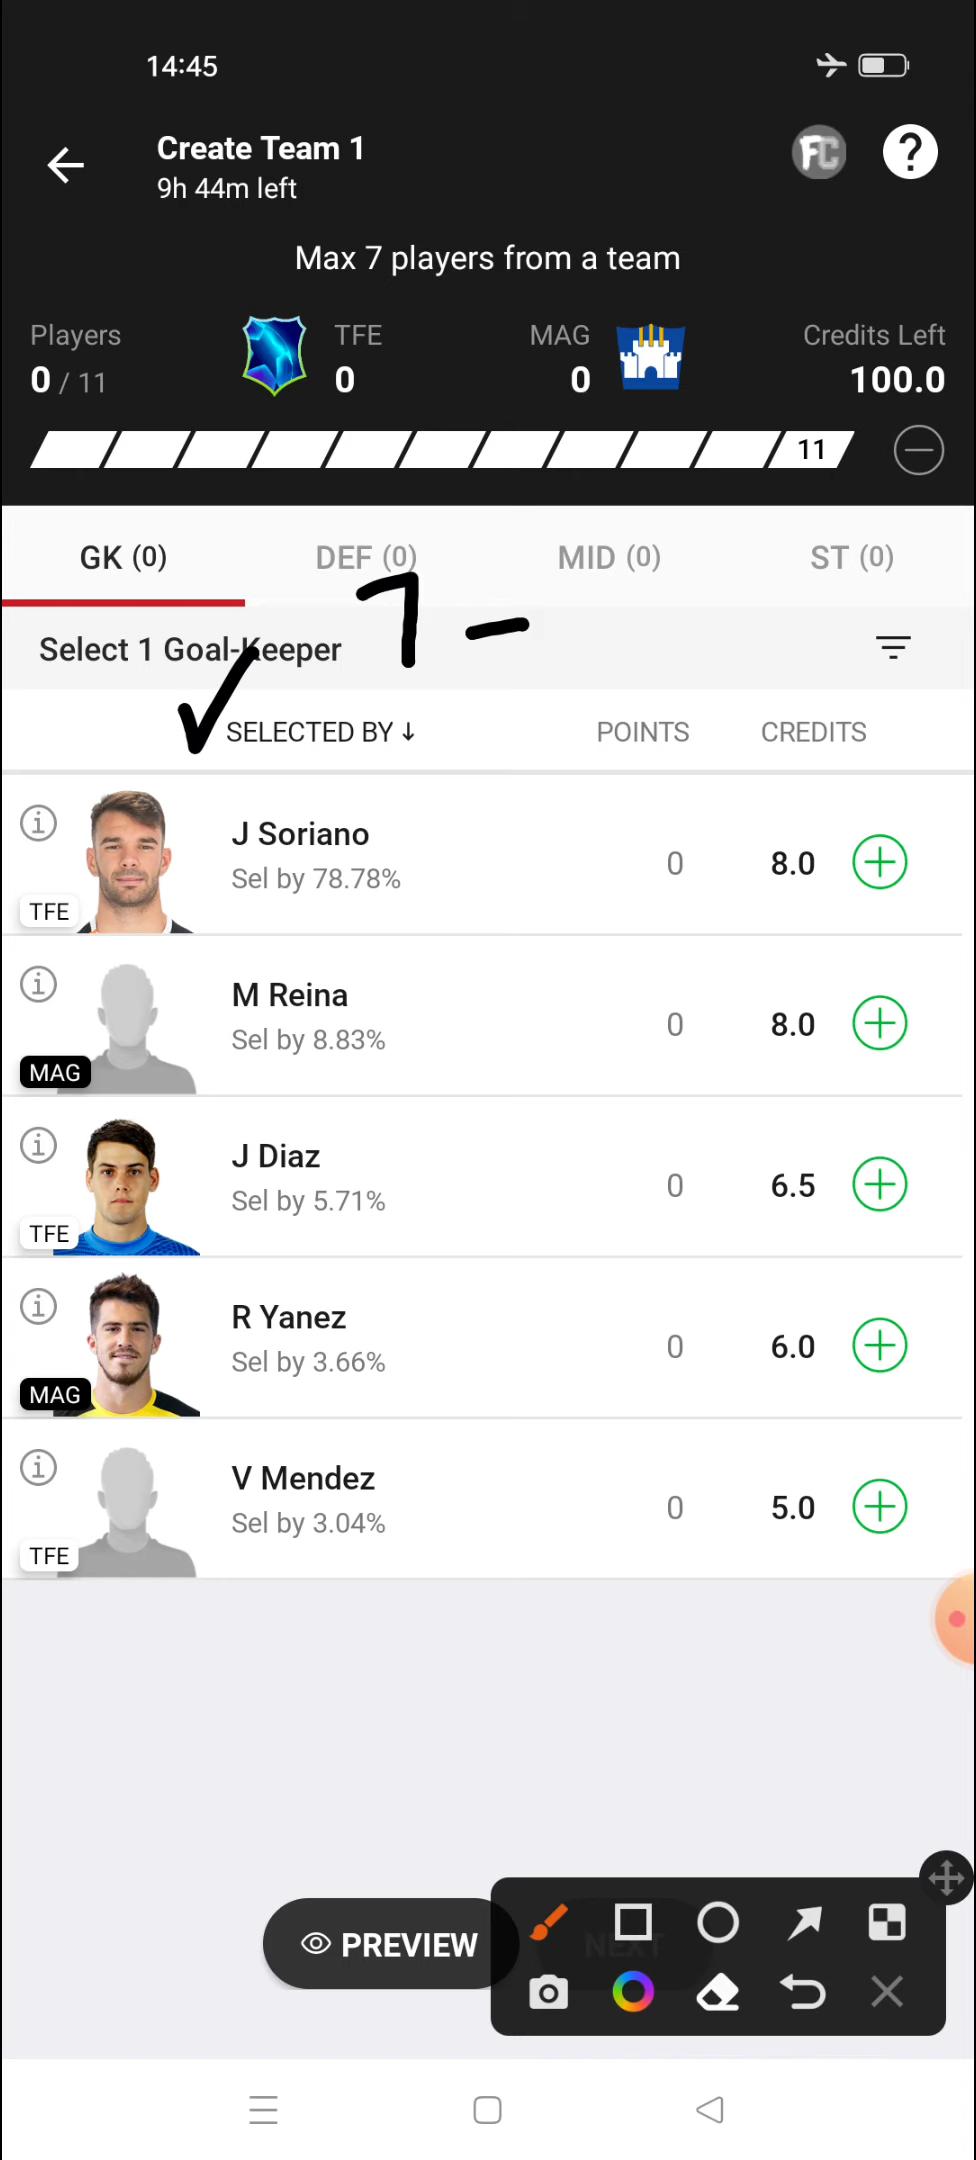 14:45
Create Team 1
9h 44m left
FC ?
Max 7 players from a team
Players TFE MAG Credits Left
0 / 11 0 0 100.0
11
GK (0) DEF (0) MID (0) ST (0)
7 -
Select 1 Goal-Keeper
SELECTED BY ↓ POINTS CREDITS
J Soriano
Sel by 78.78% 0 8.0
TFE
M Reina
Sel by 8.83% 0 8.0
MAG
J Diaz
Sel by 5.71% 0 6.5
TFE
R Yanez
Sel by 3.66% 0 6.0
MAG
V Mendez
Sel by 3.04% 0 5.0
TFE
PREVIEW NEXT